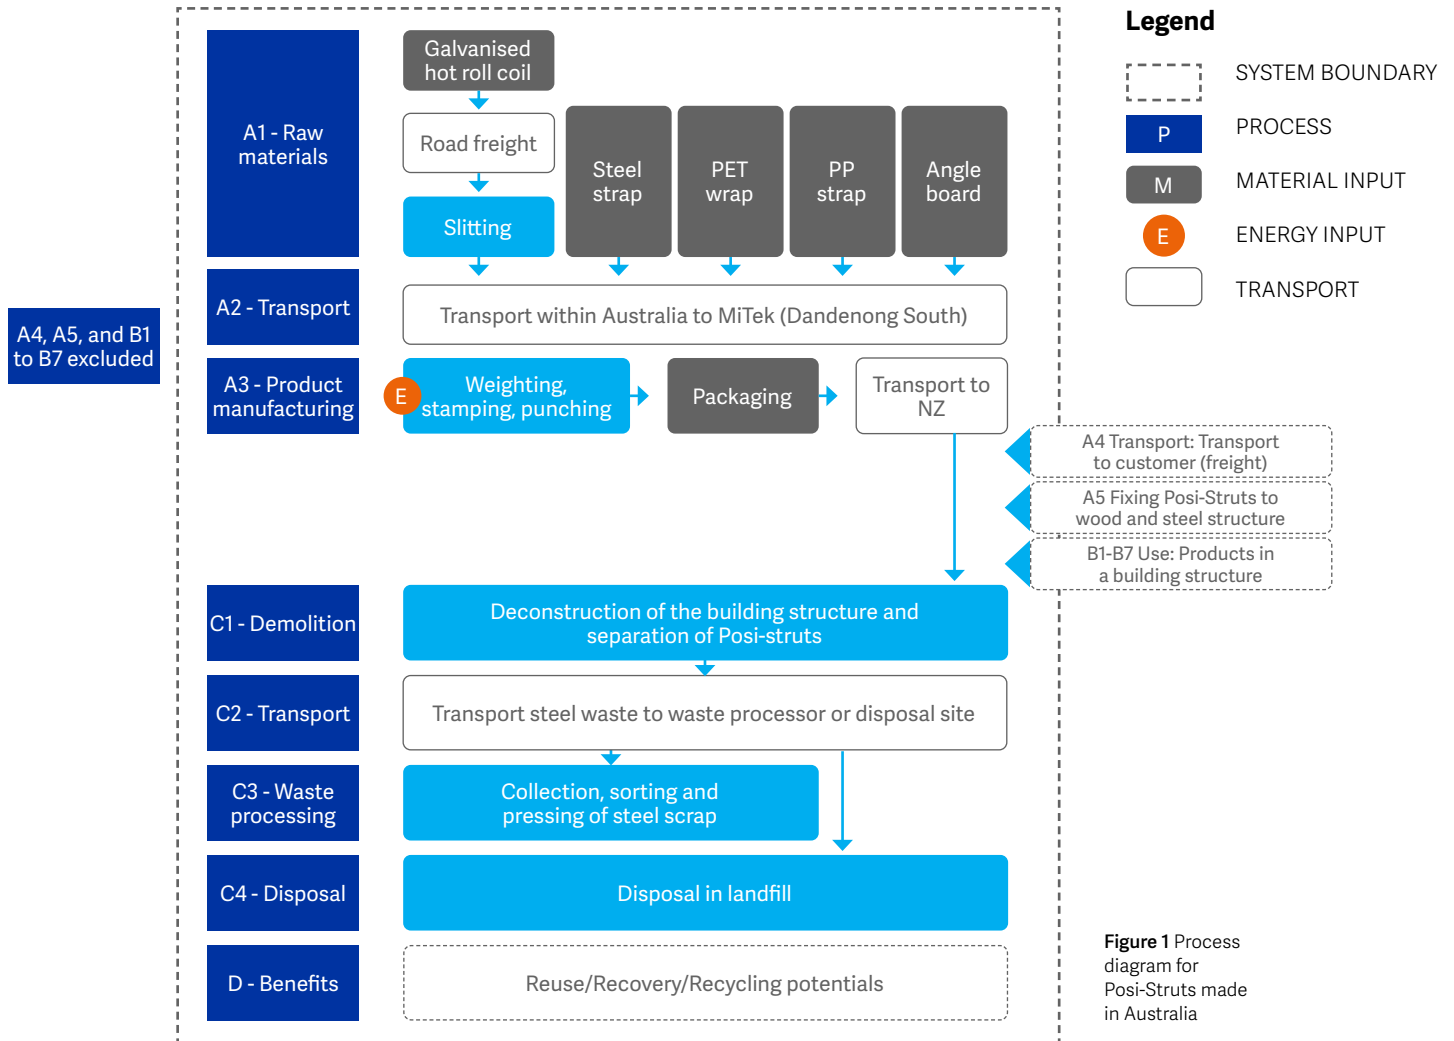 Legend
SYSTEM BOUNDARY
P
PROCESS
M
MATERIAL INPUT
E
ENERGY INPUT
TRANSPORT
A4, A5, and B1
to B7 excluded
A1 - Raw
materials
Galvanised
hot roll coil
Road freight
Slitting
Steel
strap
PET
wrap
PP
strap
Angle
board
A2 - Transport
Transport within Australia to MiTek (Dandenong South)
A3 - Product
manufacturing
E
Weighting,
stamping, punching
Packaging
Transport to
NZ
A4 Transport: Transport
to customer (freight)
A5 Fixing Posi-Struts to
wood and steel structure
B1-B7 Use: Products in
a building structure
C1 - Demolition
Deconstruction of the building structure and
separation of Posi-struts
C2 - Transport
Transport steel waste to waste processor or disposal site
C3 - Waste
processing
Collection, sorting and
pressing of steel scrap
C4 - Disposal
Disposal in landfill
D - Benefits
Reuse/Recovery/Recycling potentials
Figure 1 Process
diagram for
Posi-Struts made
in Australia